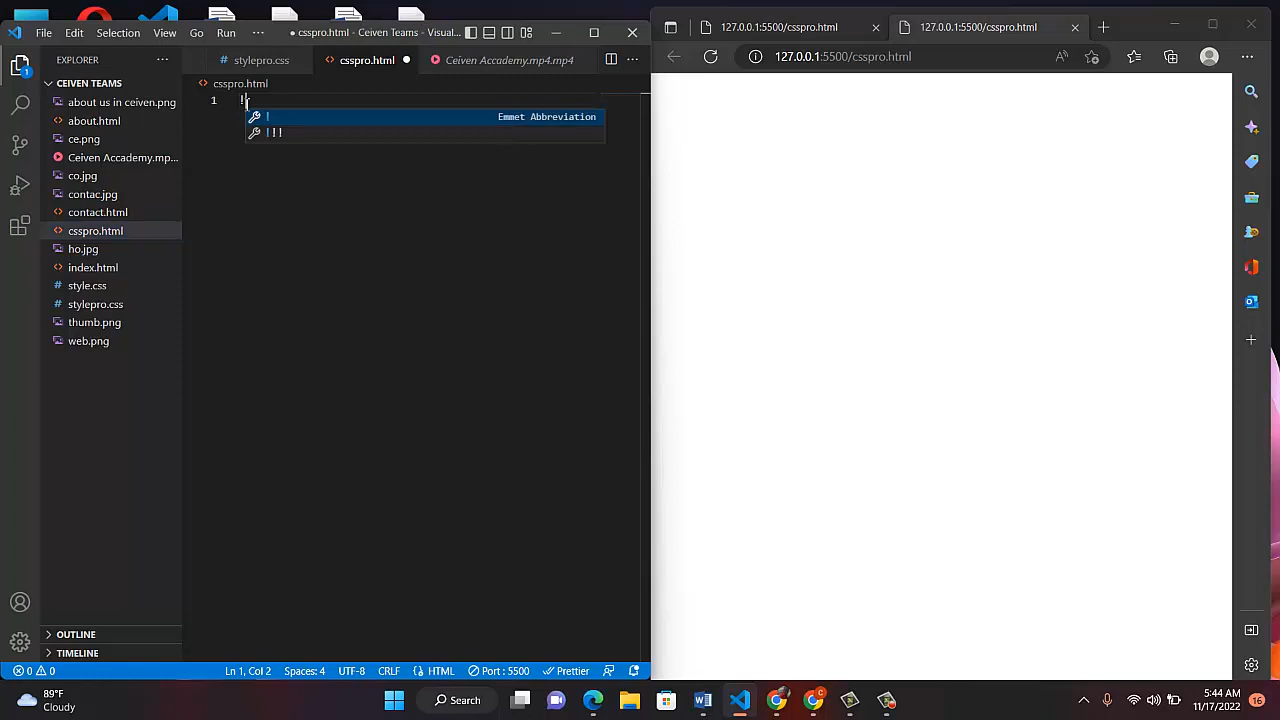 File Edit Selection View Go Run ··· ● csspro.html - Ceiven Teams - Visual...
EXPLORER ···
CEIVEN TEAMS
about us in ceiven.png
about.html
ce.png
Ceiven Accademy.mp...
co.jpg
contac.jpg
contact.html
csspro.html
ho.jpg
index.html
style.css
stylepro.css
thumb.png
web.png
OUTLINE
TIMELINE
1
stylepro.css csspro.html Ceiven Accademy.mp4.mp4 ···
csspro.html
1 !
! Emmet Abbreviation
!!!
0 0 Ln 1, Col 2 Spaces: 4 UTF-8 CRLF HTML Port : 5500 Prettier
127.0.0.1:5500/csspro.html 127.0.0.1:5500/csspro.html
127.0.0.1:5500/csspro.html
89°F
Cloudy
Search
5:44 AM
11/17/2022
16